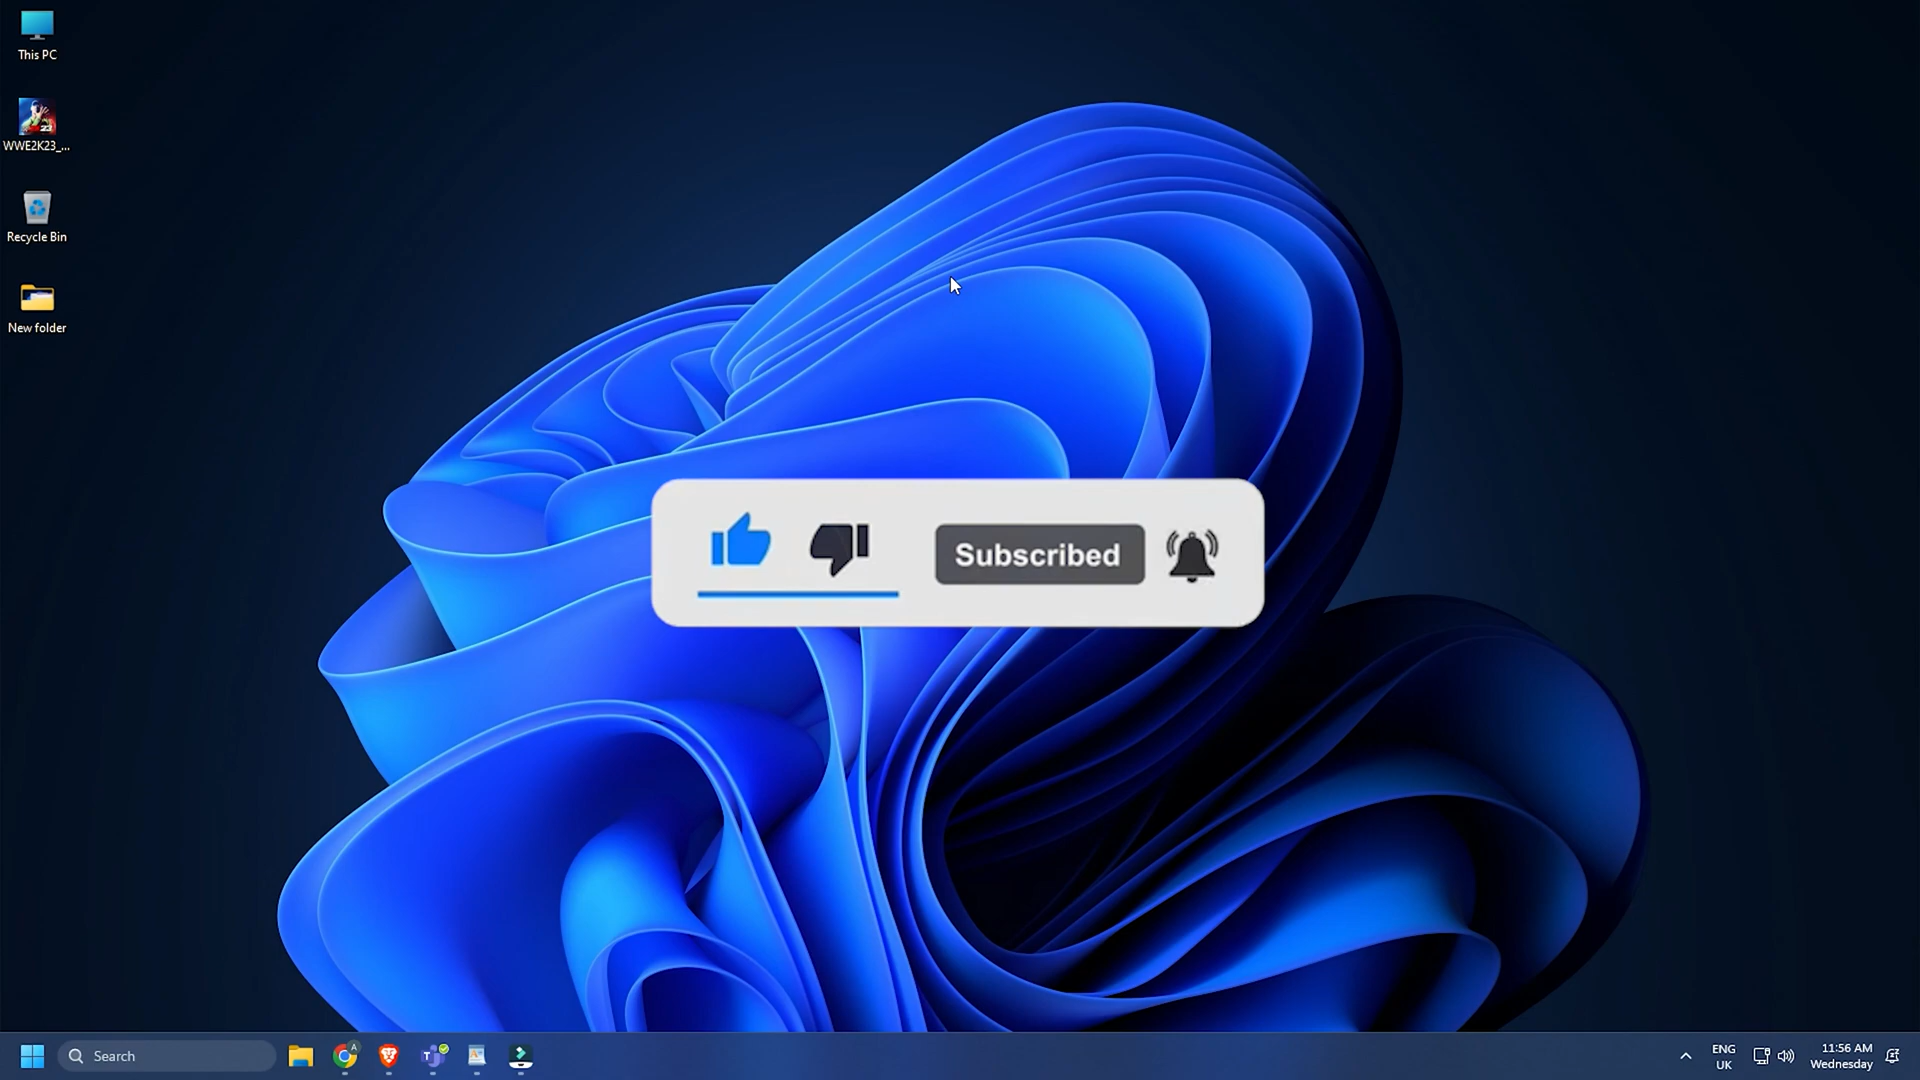 This PC
WWE2K23_...
Recycle Bin
New folder
Subscribed
Search
A
ENG
UK
11:56 AM
Wednesday